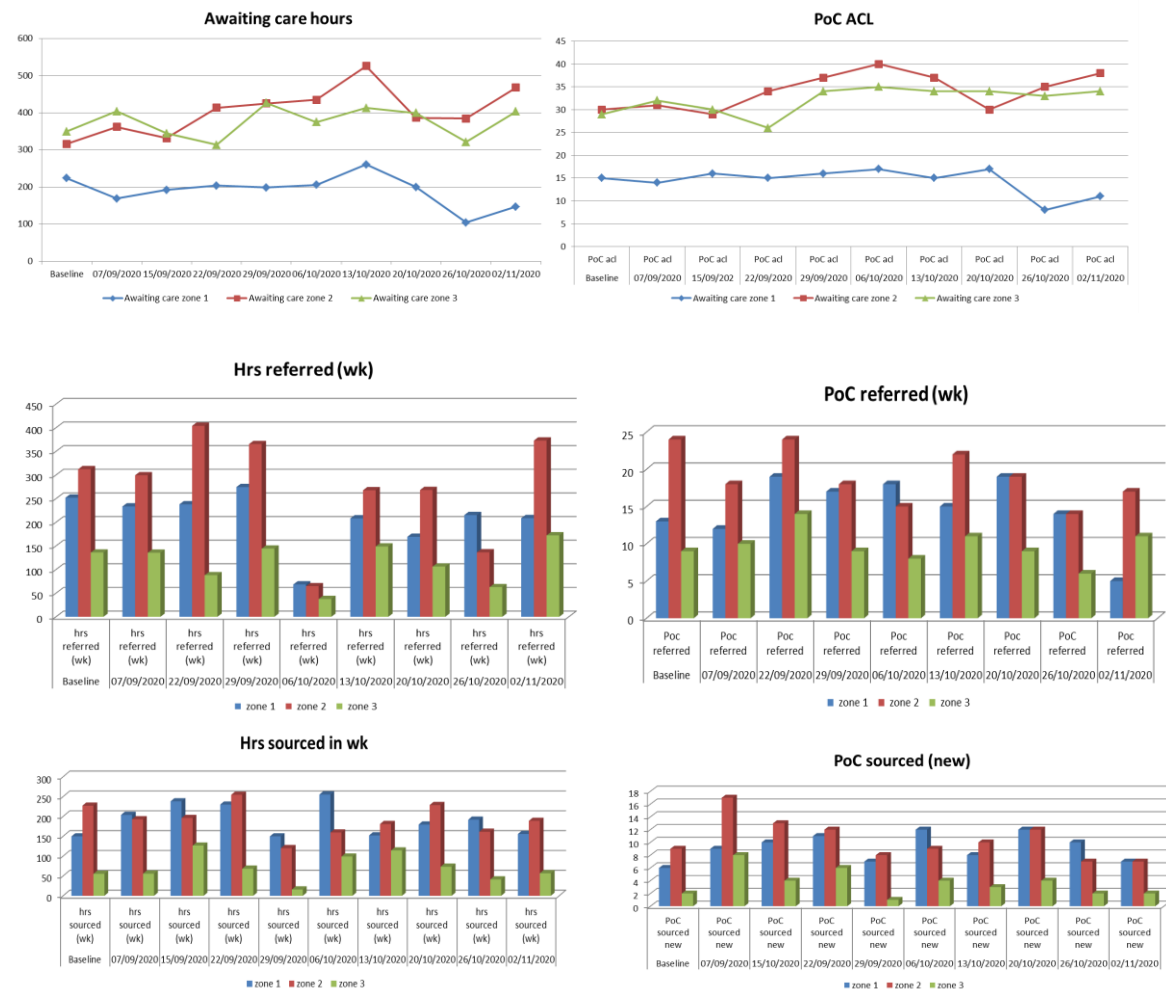 Awaiting care hours
600
500
400
300
200
100
0
Baseline 07/09/2020 15/09/2020 22/09/2020 29/09/2020 06/10/2020 13/10/2020 20/10/2020 26/10/2020 02/11/2020
Awaiting care zone 1 Awaiting care zone 2 Awaiting care zone 3
PoC ACL
45
40
35
30
25
20
15
10
5
0
PoC acl PoC acl PoC acl PoC acl PoC acl PoC acl PoC acl PoC acl PoC acl PoC acl
Baseline 07/09/2020 15/09/202 22/09/2020 29/09/2020 06/10/2020 13/10/2020 20/10/2020 26/10/2020 02/11/2020
Awaiting care zone 1 Awaiting care zone 2 Awaiting care zone 3
Hrs referred (wk)
450
400
350
300
250
200
150
100
50
0
hrs hrs hrs hrs hrs hrs hrs hrs hrs
referred referred referred referred referred referred referred referred referred
(wk) (wk) (wk) (wk) (wk) (wk) (wk) (wk) (wk)
Baseline 07/09/2020 22/09/2020 29/09/2020 06/10/2020 13/10/2020 20/10/2020 26/10/2020 02/11/2020
zone 1 zone 2 zone 3
PoC referred (wk)
25
20
15
10
5
0
Poc Poc Poc Poc Poc Poc Poc PoC Poc
referred referred referred referred referred referred referred referred referred
Baseline 07/09/2020 22/09/2020 29/09/2020 06/10/2020 13/10/2020 20/10/2020 26/10/2020 02/11/2020
zone 1 zone 2 zone 3
Hrs sourced in wk
300
250
200
150
100
50
0
hrs hrs hrs hrs hrs hrs hrs hrs hrs hrs
sourced sourced sourced sourced sourced sourced sourced sourced sourced sourced
(wk) (wk) (wk) (wk) (wk) (wk) (wk) (wk) (wk) (wk)
Baseline 07/09/2020 15/09/2020 22/09/2020 29/09/2020 06/10/2020 13/10/2020 20/10/2020 26/10/2020 02/11/2020
zone 1 zone 2 zone 3
PoC sourced (new)
18
16
14
12
10
8
6
4
2
0
PoC PoC PoC PoC PoC PoC PoC PoC PoC PoC
sourced sourced sourced sourced sourced sourced sourced sourced sourced sourced
new new new new new new new new new new
Baseline 07/09/2020 15/10/2020 22/09/2020 29/09/2020 06/10/2020 13/10/2020 20/10/2020 26/10/2020 02/11/2020
zone 1 zone 2 zone 3